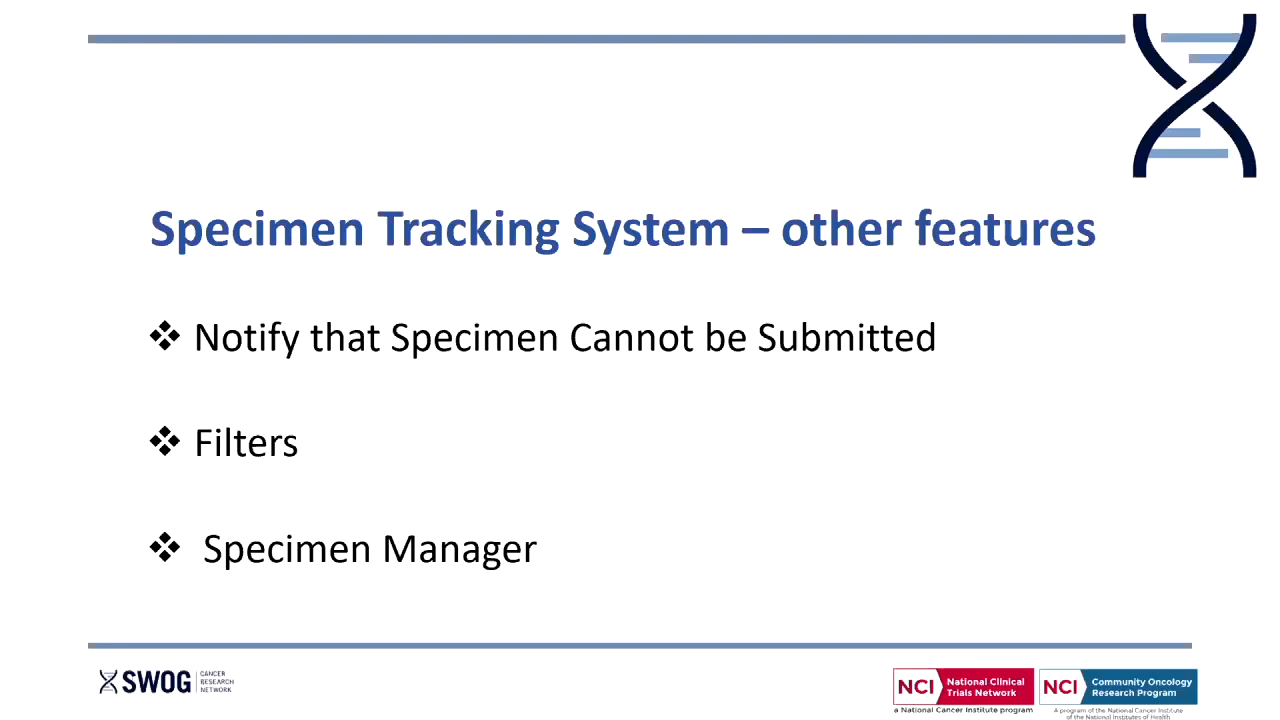 Specimen Tracking System – other features
❖ Notify that Specimen Cannot be Submitted
❖ Filters
❖ Specimen Manager
SWOG
CANCER
RESEARCH
NETWORK
NCI
National Clinical
Trials Network
a National Cancer Institute program
NCI
Community Oncology
Research Program
A program of the National Cancer Institute
of the National Institutes of Health